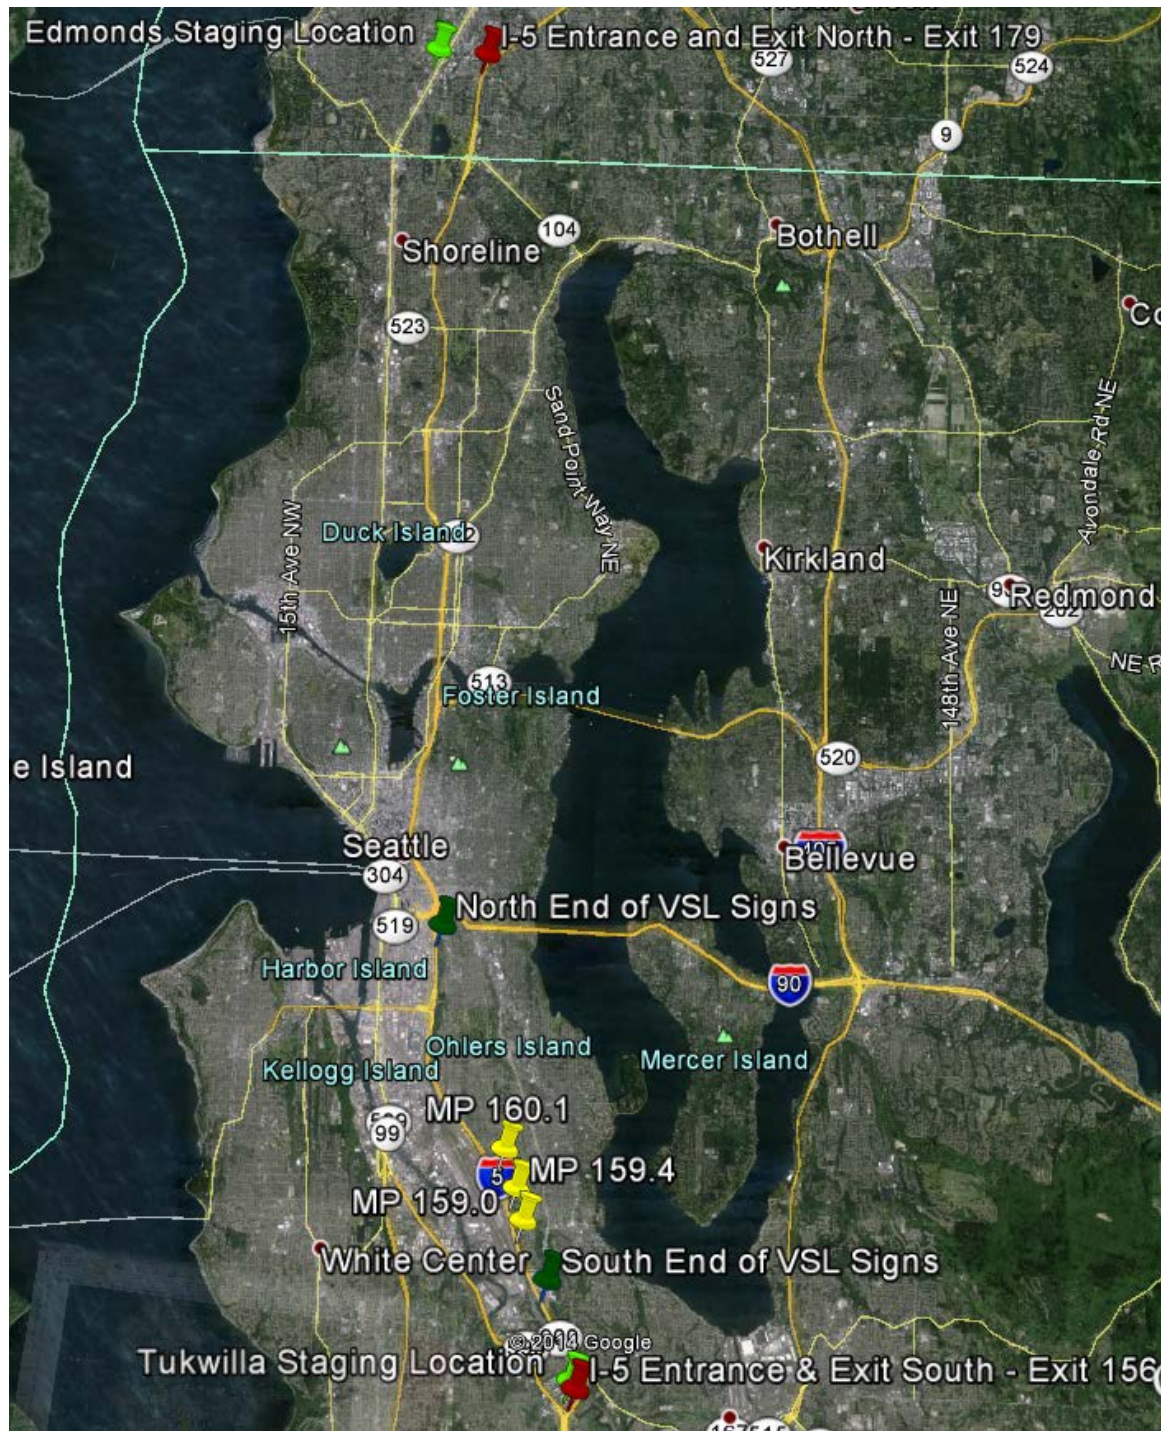 Edmonds Staging Location
I-5 Entrance and Exit North - Exit 179
527
524
9
104
Shoreline
Bothell
523
Sand Point Way NE
Avondale Rd NE
15th Ave NW
Duck Island
Kirkland
Redmond
148th Ave NE
513
Foster Island
520
e Island
Seattle
Bellevue
304
North End of VSL Signs
519
Harbor Island
90
Ohlers Island
Mercer Island
Kellogg Island
MP 160.1
99
5
MP 159.4
MP 159.0
White Center
South End of VSL Signs
© 2014 Google
Tukwilla Staging Location
I-5 Entrance & Exit South - Exit 156